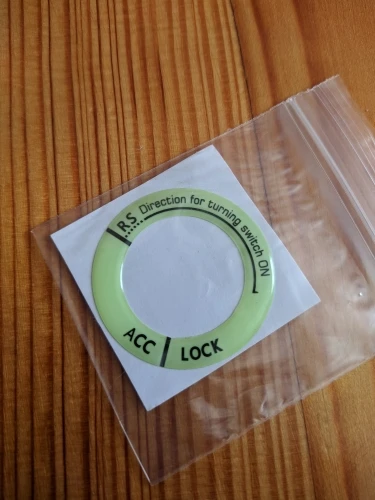 RS Direction for turning switch ON
ACC LOCK